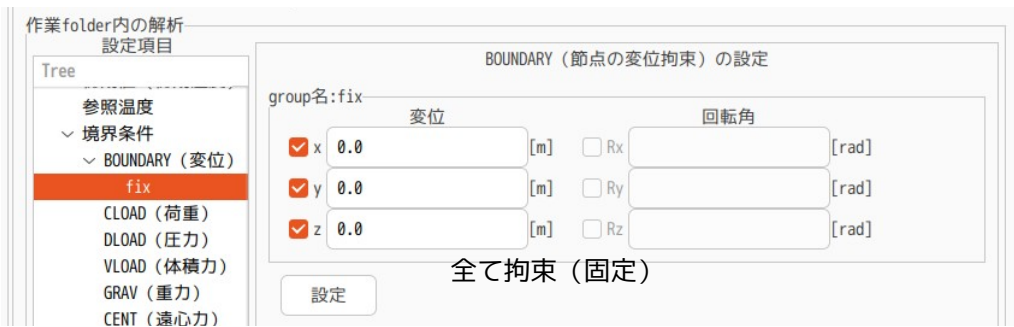 作業folder内の解析
設定項目
Tree
参照温度
境界条件
BOUNDARY（変位）
fix
CLOAD（荷重）
DLOAD（圧力）
VLOAD（体積力）
GRAV（重力）
CENT（遠心力）
BOUNDARY（節点の変位拘束）の設定
group名:fix
変位 回転角
x 0.0 [m] Rx [rad]
y 0.0 [m] Ry [rad]
z 0.0 [m] Rz [rad]
全て拘束（固定）
設定